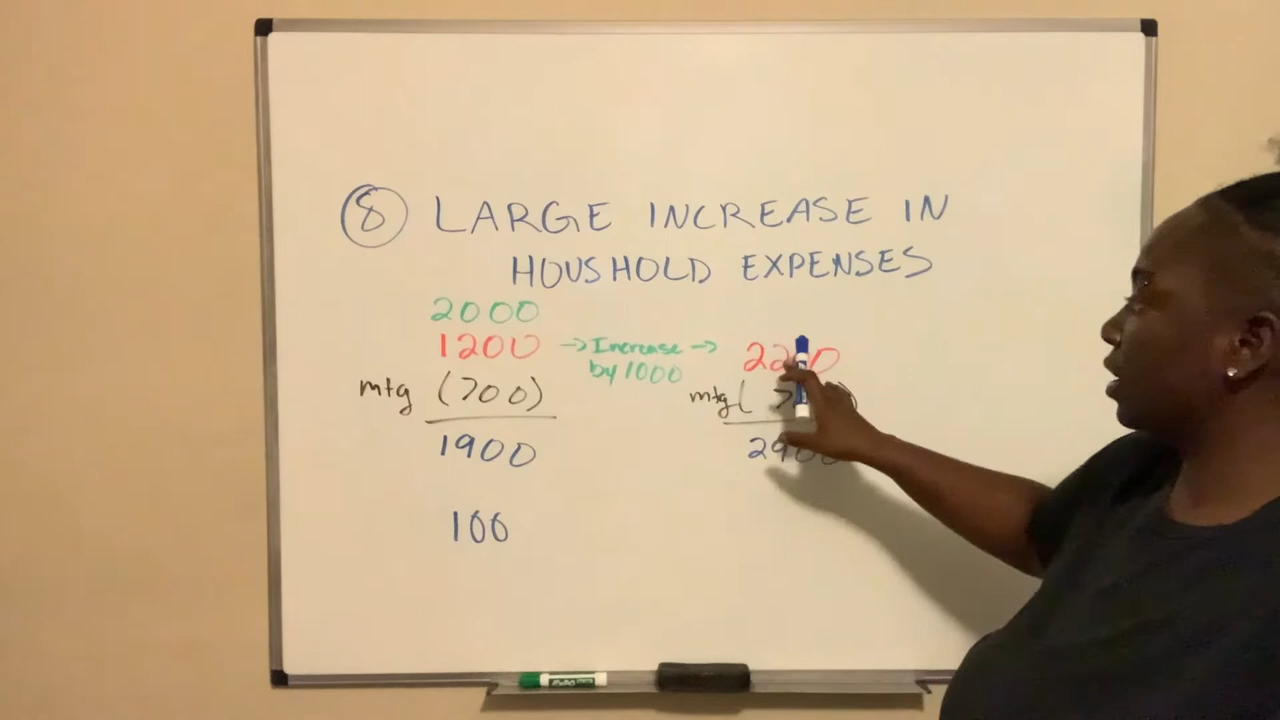 8 LARGE INCREASE IN
HOUSHOLD EXPENSES
2000
1200 → Increase → 
by 1000
mtg (700) mtg
1900
100